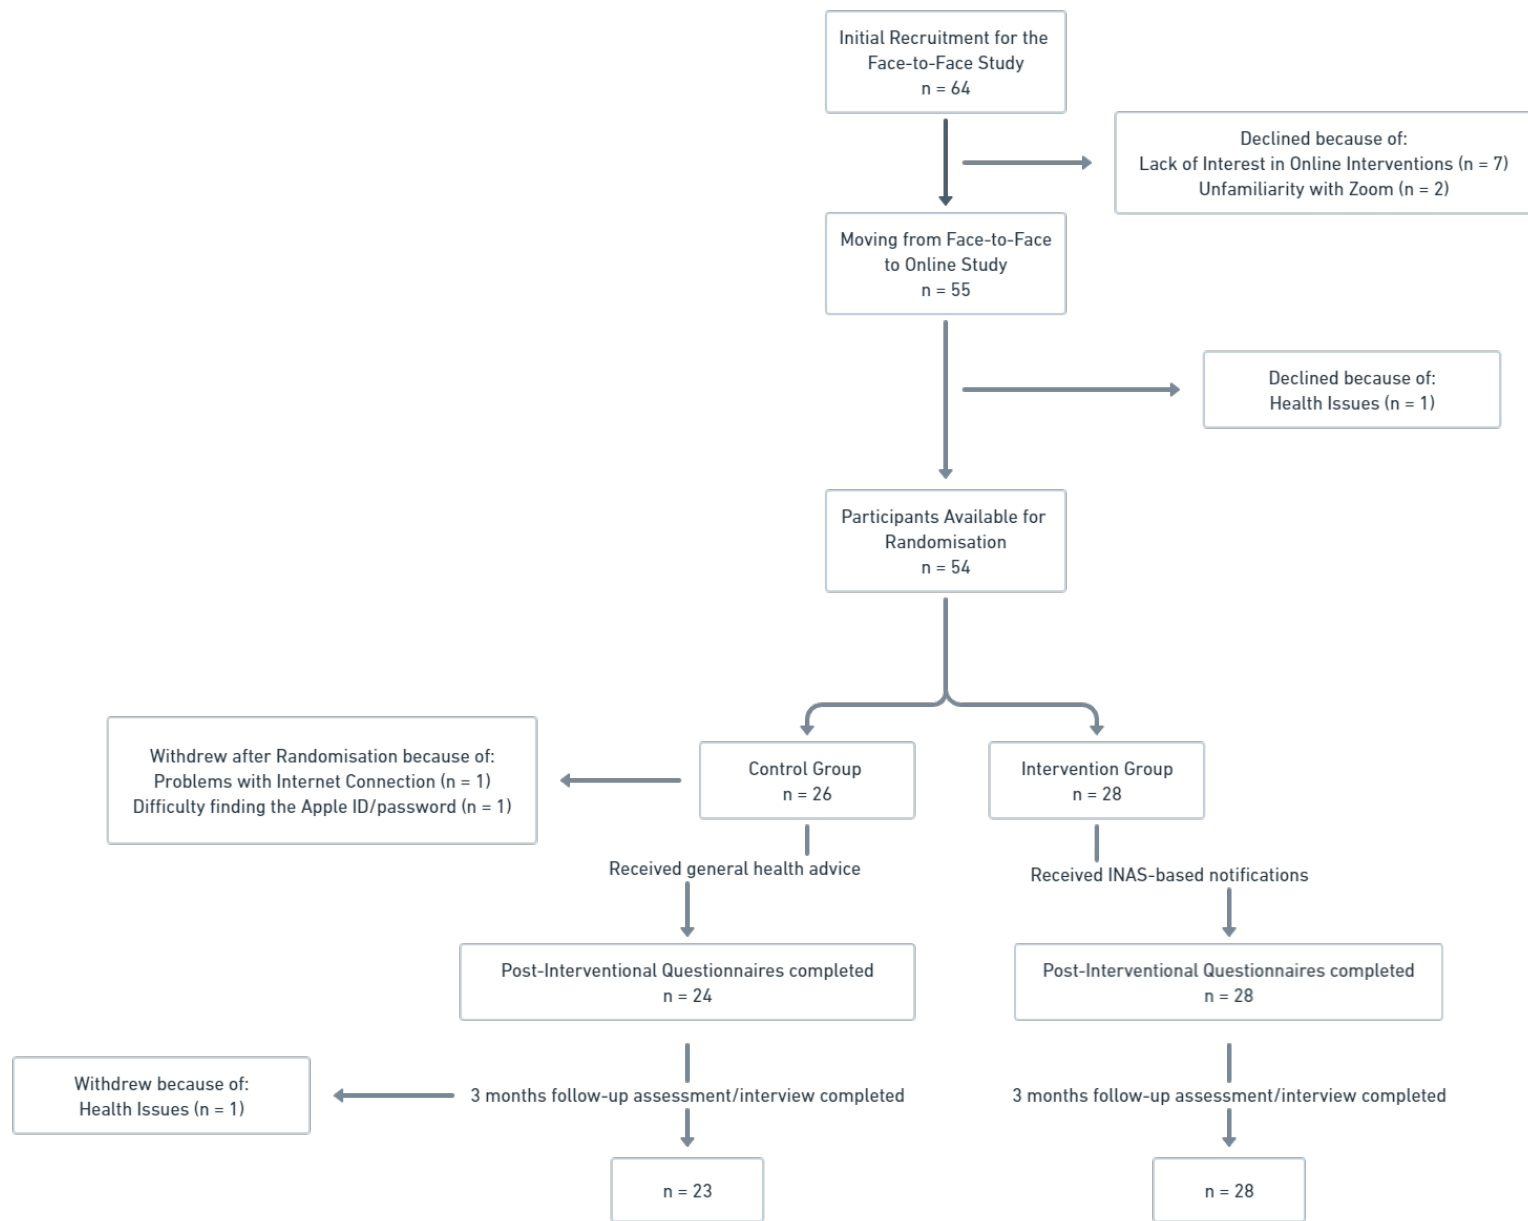 Initial Recruitment for the
Face-to-Face Study
n = 64
Declined because of:
Lack of Interest in Online Interventions (n = 7)
Unfamiliarity with Zoom (n = 2)
Moving from Face-to-Face
to Online Study
n = 55
Declined because of:
Health Issues (n = 1)
Participants Available for
Randomisation
n = 54
Withdrew after Randomisation because of:
Problems with Internet Connection (n = 1)
Difficulty finding the Apple ID/password (n = 1)
Control Group
n = 26
Intervention Group
n = 28
Received general health advice
Received INAS-based notifications
Post-Interventional Questionnaires completed
n = 24
Post-Interventional Questionnaires completed
n = 28
Withdrew because of:
Health Issues (n = 1)
3 months follow-up assessment/interview completed
3 months follow-up assessment/interview completed
n = 23
n = 28